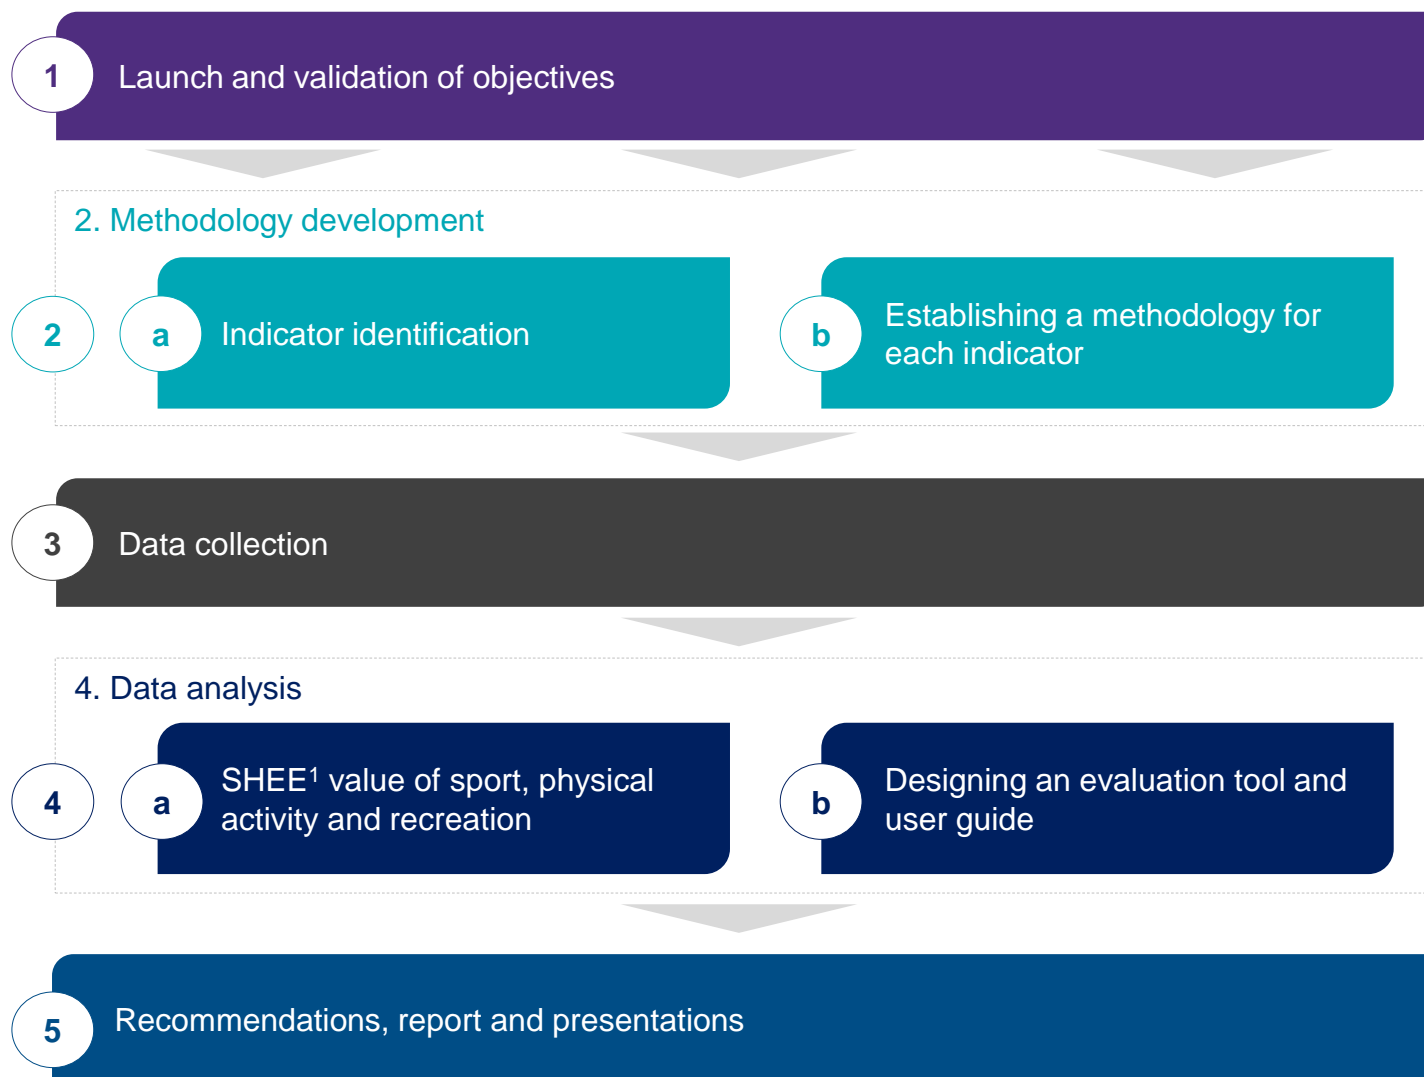 1
Launch and validation of objectives
2. Methodology development
2
a
Indicator identification
b
Establishing a methodology for
each indicator
3
Data collection
4. Data analysis
4
a
SHEE¹ value of sport, physical
activity and recreation
b
Designing an evaluation tool and
user guide
5
Recommendations, report and presentations